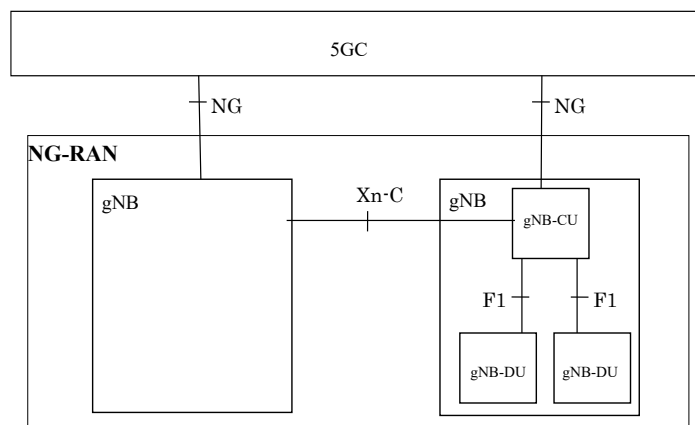 5GC
NG
NG
NG-RAN
gNB
Xn-C
gNB
gNB-CU
F1
F1
gNB-DU
gNB-DU